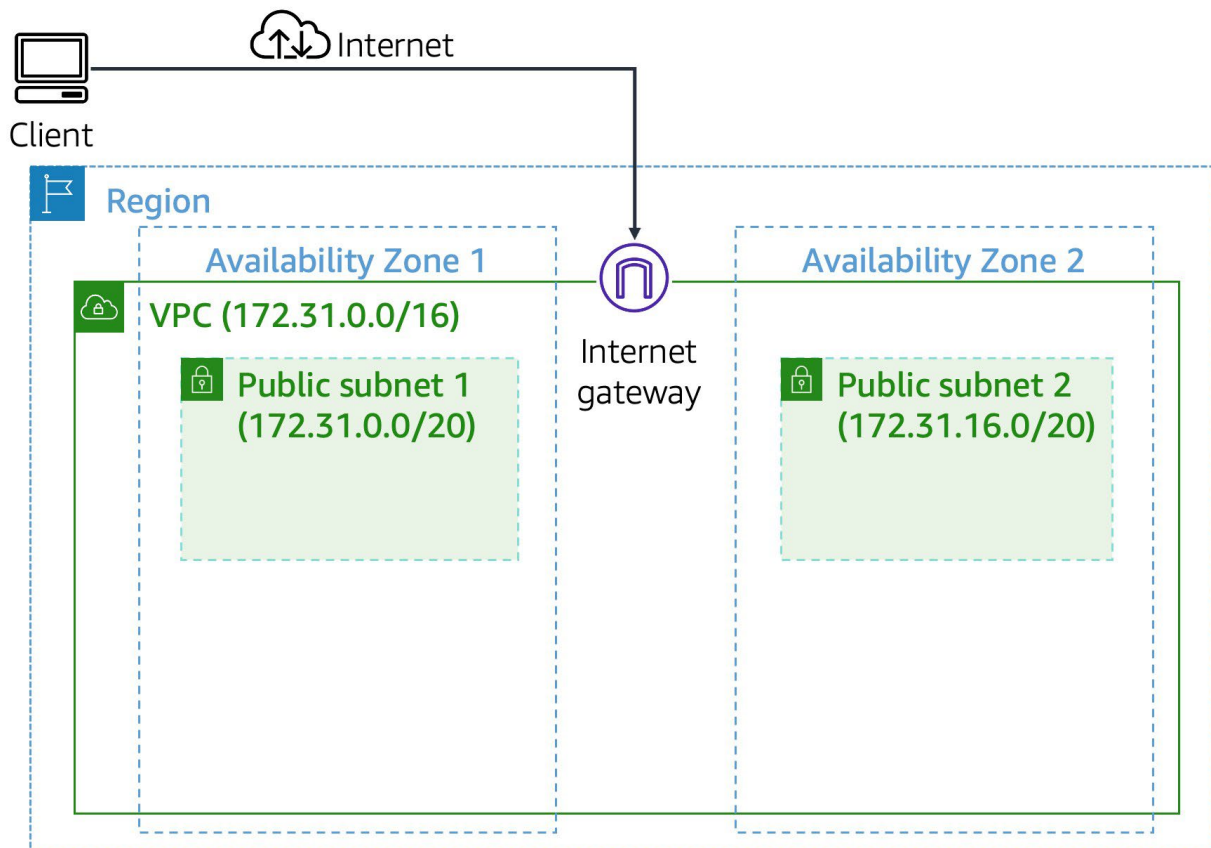 Internet
Client
Region
Availability Zone 1
Availability Zone 2
VPC (172.31.0.0/16)
Internet
gateway
Public subnet 1
(172.31.0.0/20)
Public subnet 2
(172.31.16.0/20)